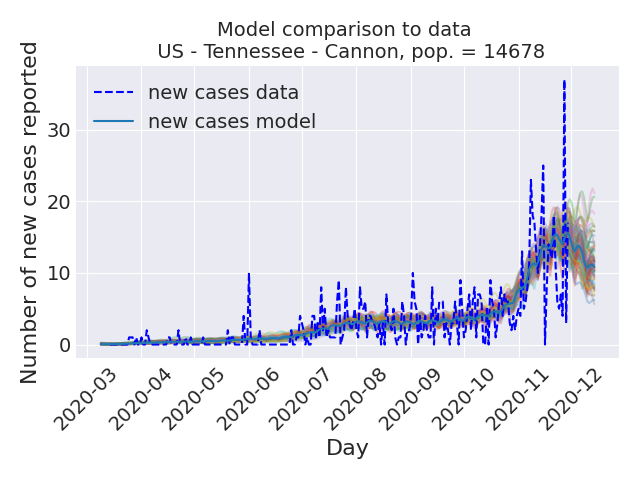 Model comparison to data
US - Tennessee - Cannon, pop. = 14678
new cases data
new cases model
Number of new cases reported
30
20
10
0
2020-03
2020-04
2020-05
2020-06
2020-07
2020-08
2020-09
2020-10
2020-11
2020-12
Day